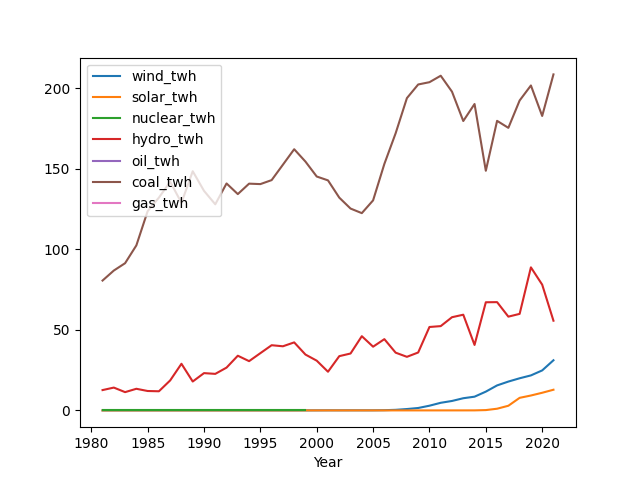 wind_twh
solar_twh
nuclear_twh
hydro_twh
oil_twh
coal_twh
gas_twh
200
150
100
50
0
1980 1985 1990 1995 2000 2005 2010 2015 2020
Year